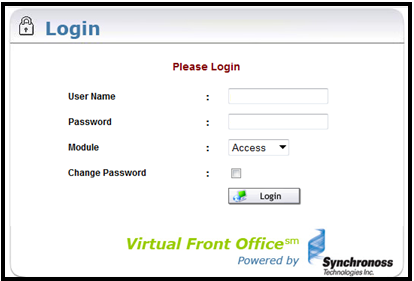 Login
Please Login
User Name :
Password :
Module : Access
Change Password :
Login
Virtual Front Office℠
Powered by Synchronoss
Technologies Inc.